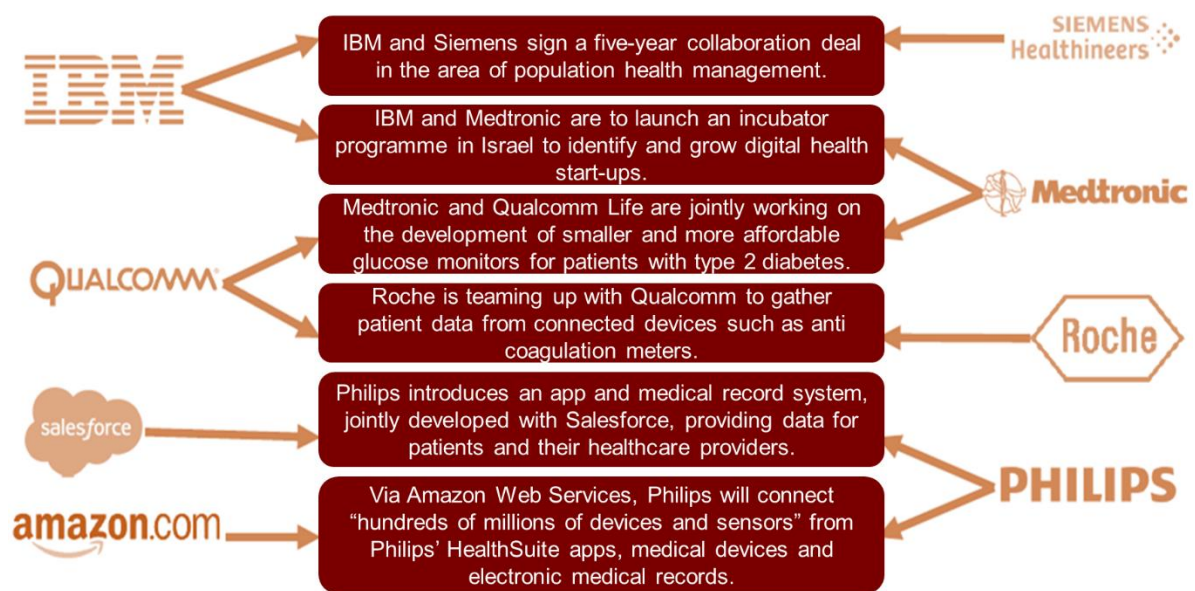 IBM
SIEMENS
Healthineers
IBM and Siemens sign a five-year collaboration deal
in the area of population health management.
IBM and Medtronic are to launch an incubator
programme in Israel to identify and grow digital health
start-ups.
Medtronic
Medtronic and Qualcomm Life are jointly working on
the development of smaller and more affordable
glucose monitors for patients with type 2 diabetes.
QUALCOMM®
Roche is teaming up with Qualcomm to gather
patient data from connected devices such as anti
coagulation meters.
Roche
salesforce
Philips introduces an app and medical record system,
jointly developed with Salesforce, providing data for
patients and their healthcare providers.
PHILIPS
amazon.com
Via Amazon Web Services, Philips will connect
“hundreds of millions of devices and sensors” from
Philips’ HealthSuite apps, medical devices and
electronic medical records.